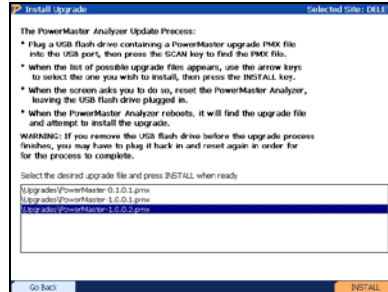 Install Upgrade
Selected Site: DELE
The PowerMaster Analyzer Update Process:
* Plug a USB flash drive containing a PowerMaster upgrade PMX file
into the USB port, then press the SCAN key to find the PMX file.
* When the list of possible upgrade files appears, use the arrow keys
to select the one you wish to install, then press the INSTALL key.
* When the screen asks you to do so, reset the PowerMaster Analyzer,
leaving the USB flash drive plugged in.
* When the PowerMaster Analyzer reboots, it will find the upgrade file
and attempt to install the upgrade.
WARNING: If you remove the USB flash drive before the upgrade process
finishes, you may have to plug it back in and reset again in order for
for the process to complete.
Select the desired upgrade file and press INSTALL when ready
\Upgrades\PowerMaster-0.1.0.1.pmx
\Upgrades\PowerMaster-1.0.0.1.pmx
\Upgrades\PowerMaster-1.0.0.2.pmx
Go Back
INSTALL